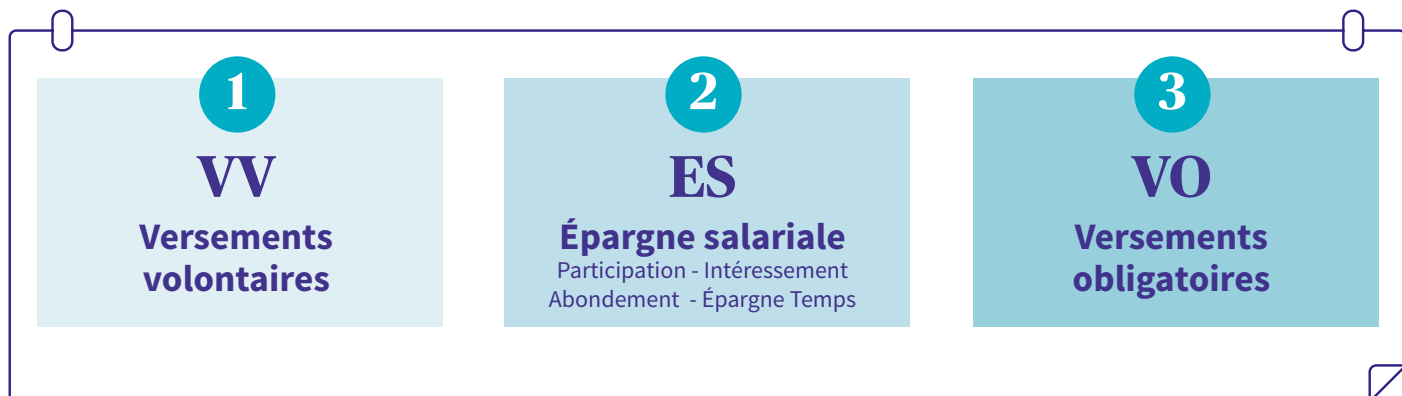 1
VV
Versements
volontaires
2
ES
Épargne salariale
Participation - Intéressement
Abondement - Épargne Temps
3
VO
Versements
obligatoires